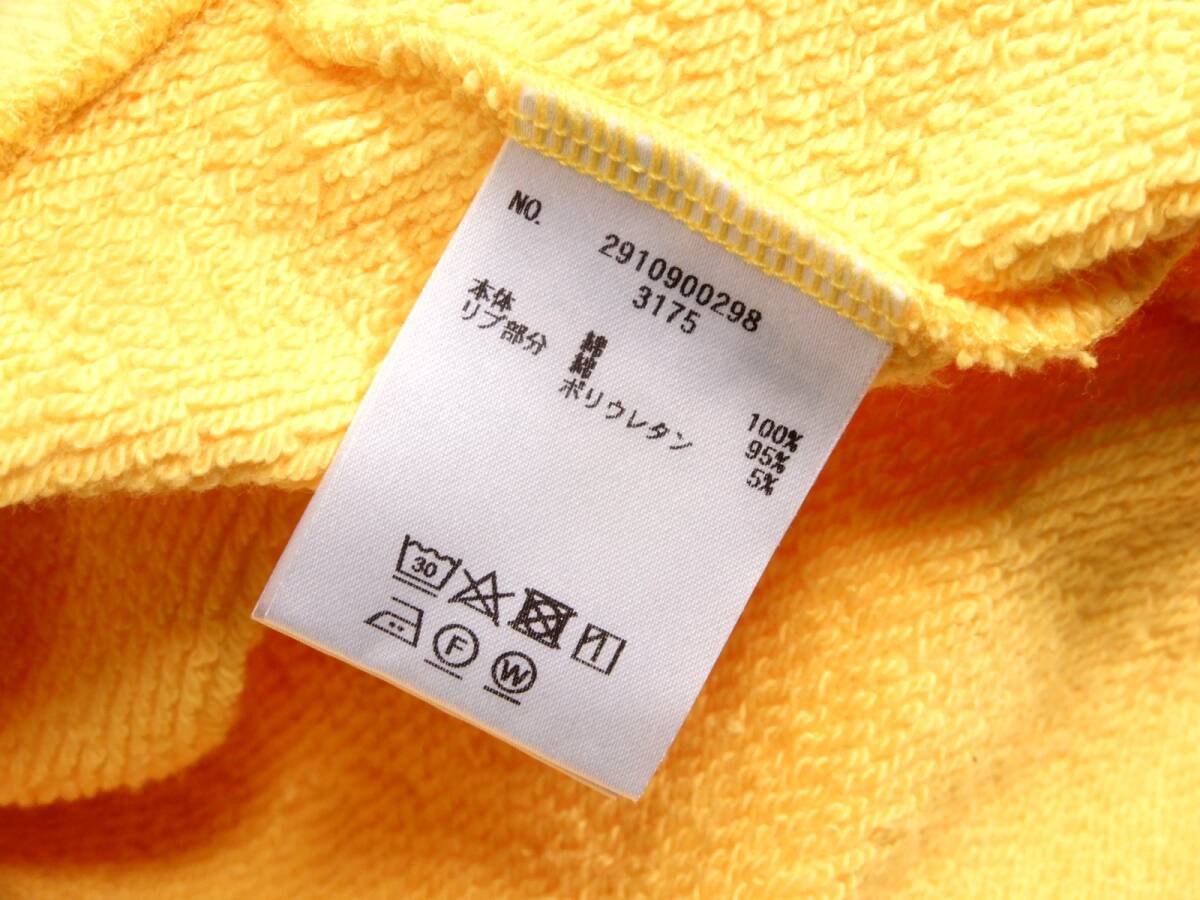 NO. 2910900298
3175
本体 綿 100%
リブ部分 綿 95%
ポリウレタン 5%
30
F W